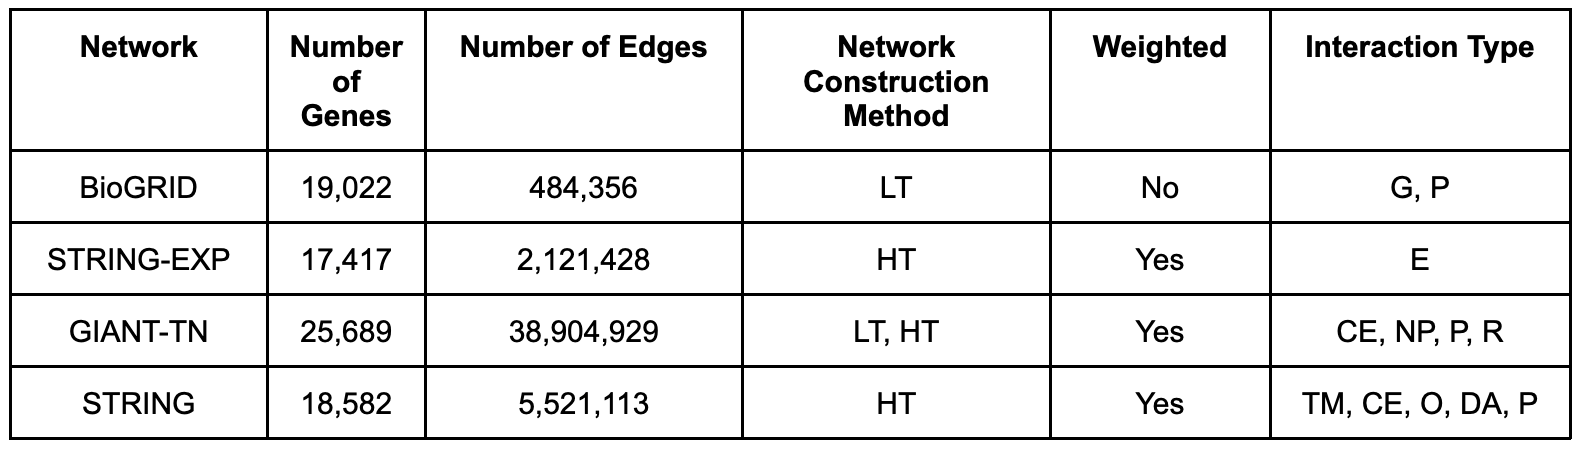 Network Number of Genes Number of Edges Network Construction Method Weighted Interaction Type
BioGRID 19,022 484,356 LT No G, P
STRING-EXP 17,417 2,121,428 HT Yes E
GIANT-TN 25,689 38,904,929 LT, HT Yes CE, NP, P, R
STRING 18,582 5,521,113 HT Yes TM, CE, O, DA, P